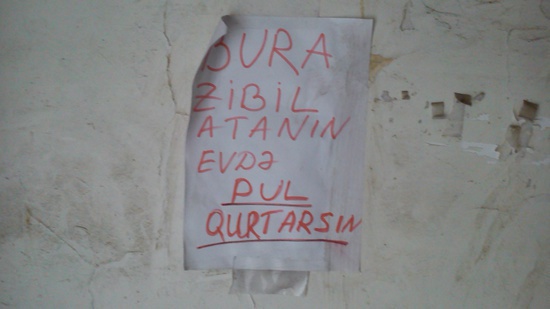 BURA
ZİBİL
ATANIN
EVDƏ
PUL
QURTARSIN